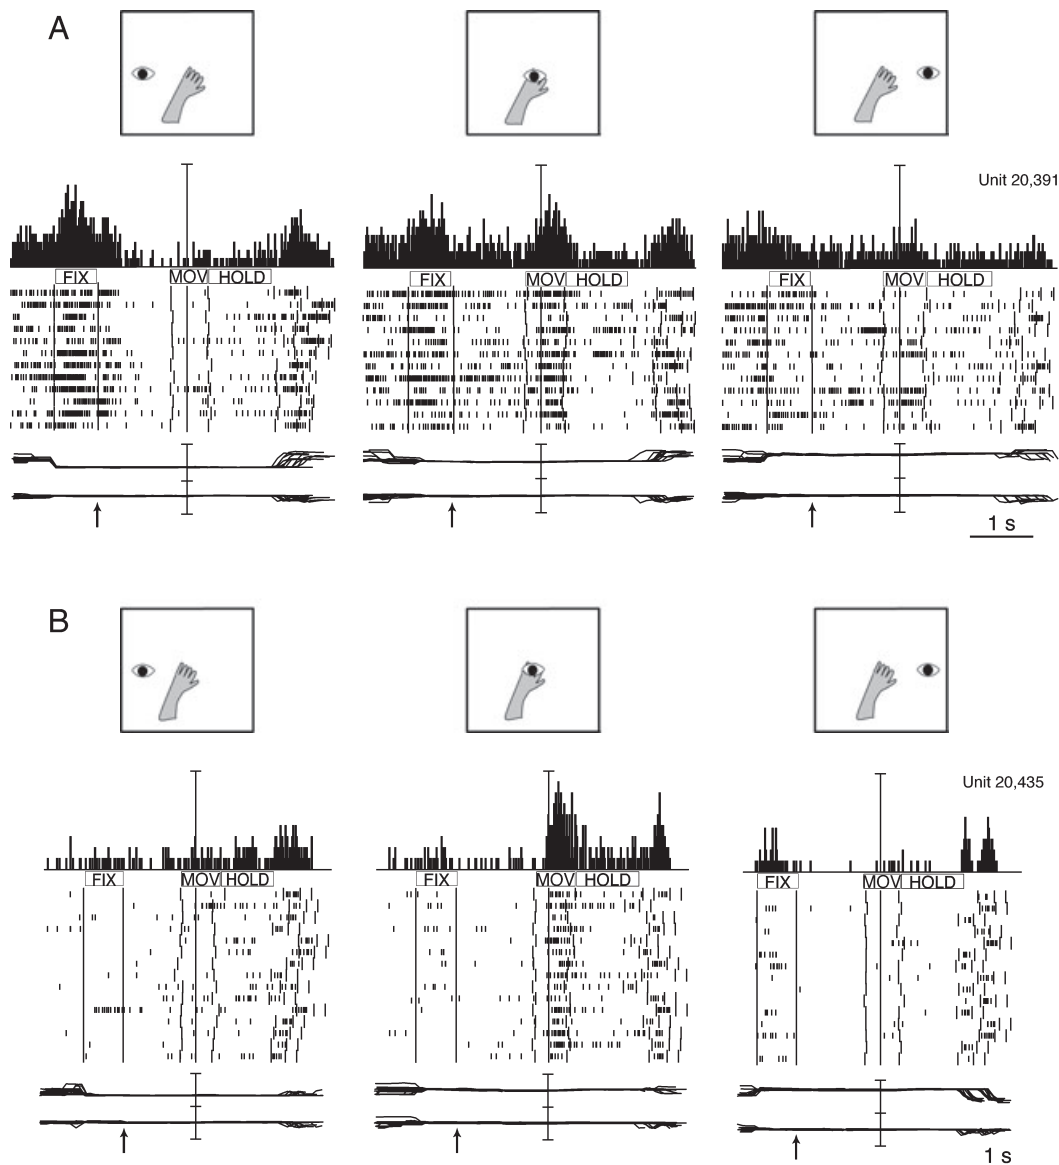 A
Unit 20,391
FIX MOV HOLD FIX MOV HOLD FIX MOV HOLD
1 s
B
Unit 20,435
FIX MOV HOLD FIX MOV HOLD FIX MOV HOLD
1 s